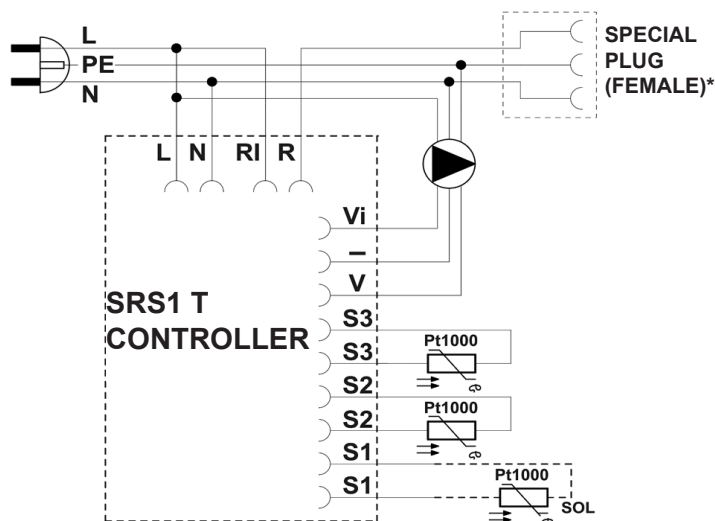 L
PE
N
SPECIAL
PLUG
(FEMALE)*
L N RI R
Vi
–
V
SRS1 T
CONTROLLER
S3
S3
S2
S2
S1
S1
Pt1000
Pt1000
Pt1000
SOL